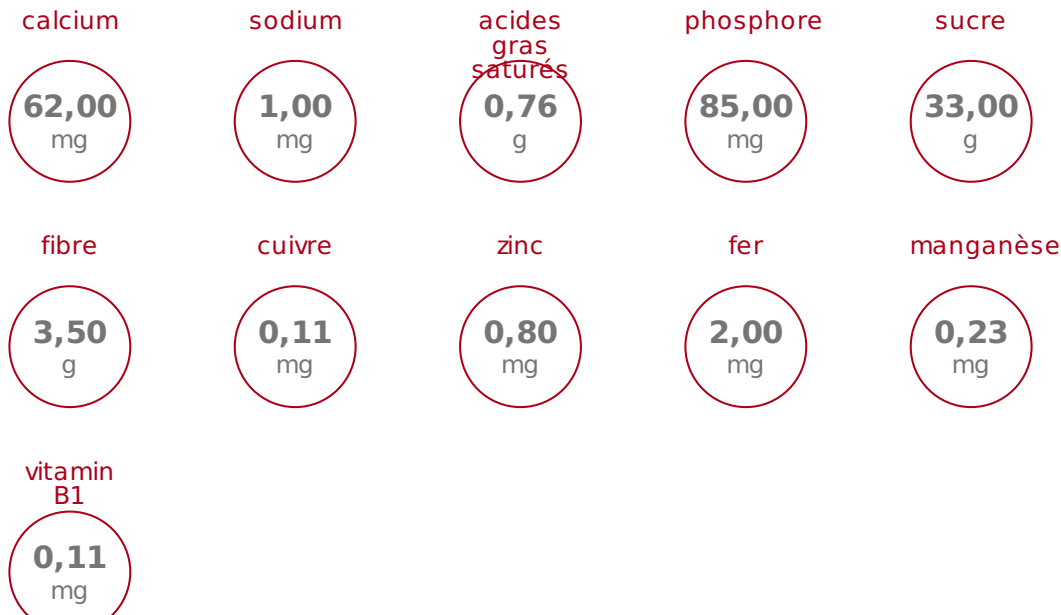 calcium
62,00
mg
sodium
1,00
mg
acides
gras
saturés
0,76
g
phosphore
85,00
mg
sucre
33,00
g
fibre
3,50
g
cuivre
0,11
mg
zinc
0,80
mg
fer
2,00
mg
manganèse
0,23
mg
vitamin
B1
0,11
mg